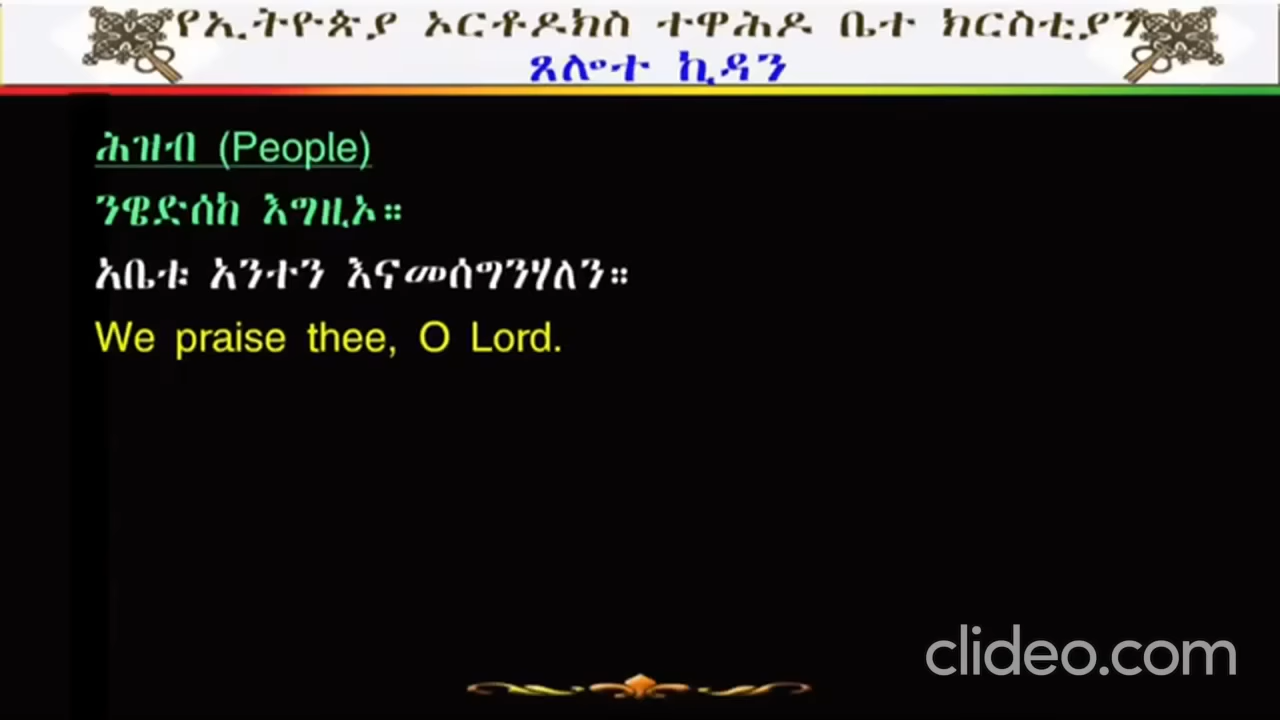 የኢትዮጵያ ኦርቶዶክስ ተዋሕዶ ቤተ ክርስቲያን
ጸሎተ ኪዳን
ሕዝብ (People)
ንዌድሰከ እግዚኦ።
አቤቱ አንተን እናመሰግንሃለን።
We praise thee, O Lord.
clideo.com